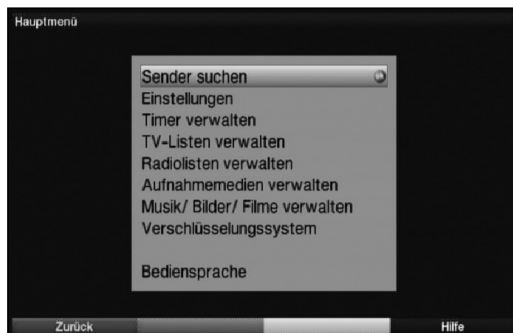 Hauptmenü
Sender suchen
Einstellungen
Timer verwalten
TV-Listen verwalten
Radiolisten verwalten
Aufnahmemedien verwalten
Musik/ Bilder/ Filme verwalten
Verschlüsselungssystem
Bediensprache
Zurück Hilfe